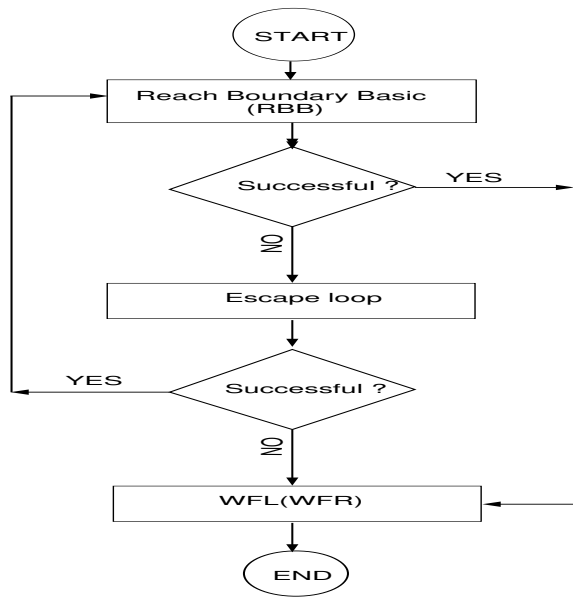 START
Reach Boundary Basic
(RBB)
Successful ?
YES
NO
Escape loop
Successful ?
YES
NO
WFL(WFR)
END